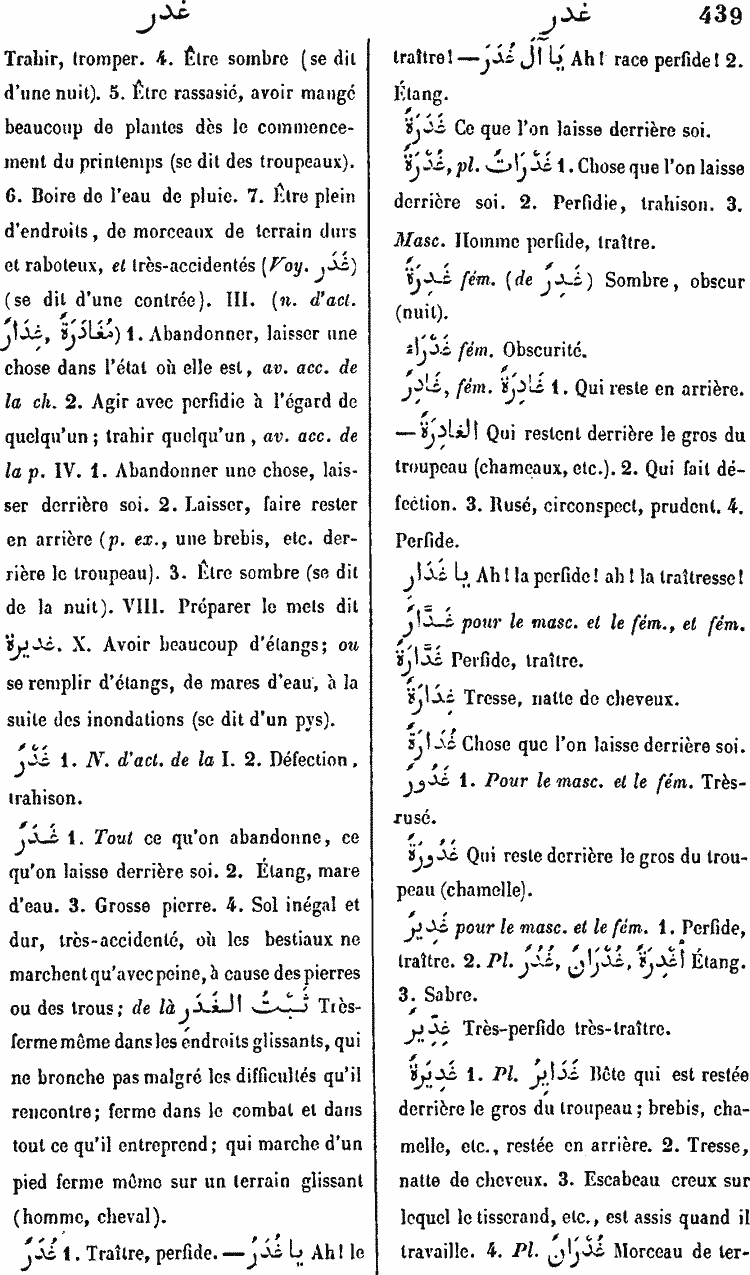 غدر
غدر
439
Trahir, tromper. 4. Être sombre (se dit
d'une nuit). 5. Être rassasié, avoir mangé
beaucoup de plantes dès le commence-
ment du printemps (se dit des troupeaux).
6. Boire de l'eau de pluie. 7. Être plein
d'endroits, de morceaux de terrain durs
et raboteux, et très-accidentés (Voy. غَدَر)
(se dit d'une contrée). III. (n. d'act.
مُغَادَرَةٌ, غِدَارٌ) 1. Abandonner, laisser une
chose dans l'état où elle est, av. acc. de
la ch. 2. Agir avec perfidie à l'égard de
quelqu'un; trahir quelqu'un, av. acc. de
la p. IV. 1. Abandonner une chose, lais-
ser derrière soi. 2. Laisser, faire rester
en arrière (p. ex., une brebis, etc. der-
rière le troupeau). 3. Être sombre (se dit
de la nuit). VIII. Préparer le mets dit
غديرة. X. Avoir beaucoup d'étangs; ou
se remplir d'étangs, de mares d'eau, à la
suite des inondations (se dit d'un pys).
غَدْرٌ 1. N. d'act. de la I. 2. Défection,
trahison.
غَدَرٌ 1. Tout ce qu'on abandonne, ce
qu'on laisse derrière soi. 2. Étang, mare
d'eau. 3. Grosse pierre. 4. Sol inégal et
dur, très-accidenté, où les bestiaux ne
marchent qu'avec peine, à cause des pierres
ou des trous; de là ثَبْتُ الغَدَرِ Très-
ferme même dans les endroits glissants, qui
ne bronche pas malgré les difficultés qu'il
rencontre; ferme dans le combat et dans
tout ce qu'il entreprend; qui marche d'un
pied ferme même sur un terrain glissant
(homme, cheval).
غُدَرُ 1. Traître, perfide. — يا غُدَرُ Ah! le
traître! — يَا آلَ غُدَرَ Ah! race perfide! 2.
Étang.
غُدْرَةٌ Ce que l'on laisse derrière soi.
غُدَرَةٌ, pl. غُدَرَاتٌ 1. Chose que l'on laisse
derrière soi. 2. Perfidie, trahison. 3.
Masc. Homme perfide, traître.
غَدِرَةٌ fém. (de غَدِرٌ) Sombre, obscur
(nuit).
غَدْرَاء fém. Obscurité.
غَادِرٌ, fém. غَادِرَةٌ 1. Qui reste en arrière.
— الغادرة Qui restent derrière le gros du
troupeau (chameaux, etc.). 2. Qui fait dé-
fection. 3. Rusé, circonspect, prudent. 4.
Perfide.
يا غَدَارِ Ah! la perfide! ah! la traîtresse!
غَدَّارٌ pour le masc. et le fém., et fém.
غَدَّارَةٌ Perfide, traître.
غِدَارَةٌ Tresse, natte de cheveux.
غُدَارَةٌ Chose que l'on laisse derrière soi.
غَدُورٌ 1. Pour le masc. et le fém. Très-
rusé.
غَدُورَةٌ Qui reste derrière le gros du trou-
peau (chamelle).
غَدِيرٌ pour le masc. et le fém. 1. Perfide,
traître. 2. Pl. غُدُرٌ, غُدْرَانٌ, أَغْدِرَةٌ Étang.
3. Sabre.
غِدِّيرٌ Très-perfide très-traître.
غَدِيرَةٌ 1. Pl. غَدَايِرُ Bête qui est restée
derrière le gros du troupeau; brebis, cha-
melle, etc., restée en arrière. 2. Tresse,
natte de cheveux. 3. Escabeau creux sur
lequel le tisserand, etc., est assis quand il
travaille. 4. Pl. غُدْرَانٌ Morceau de ter-